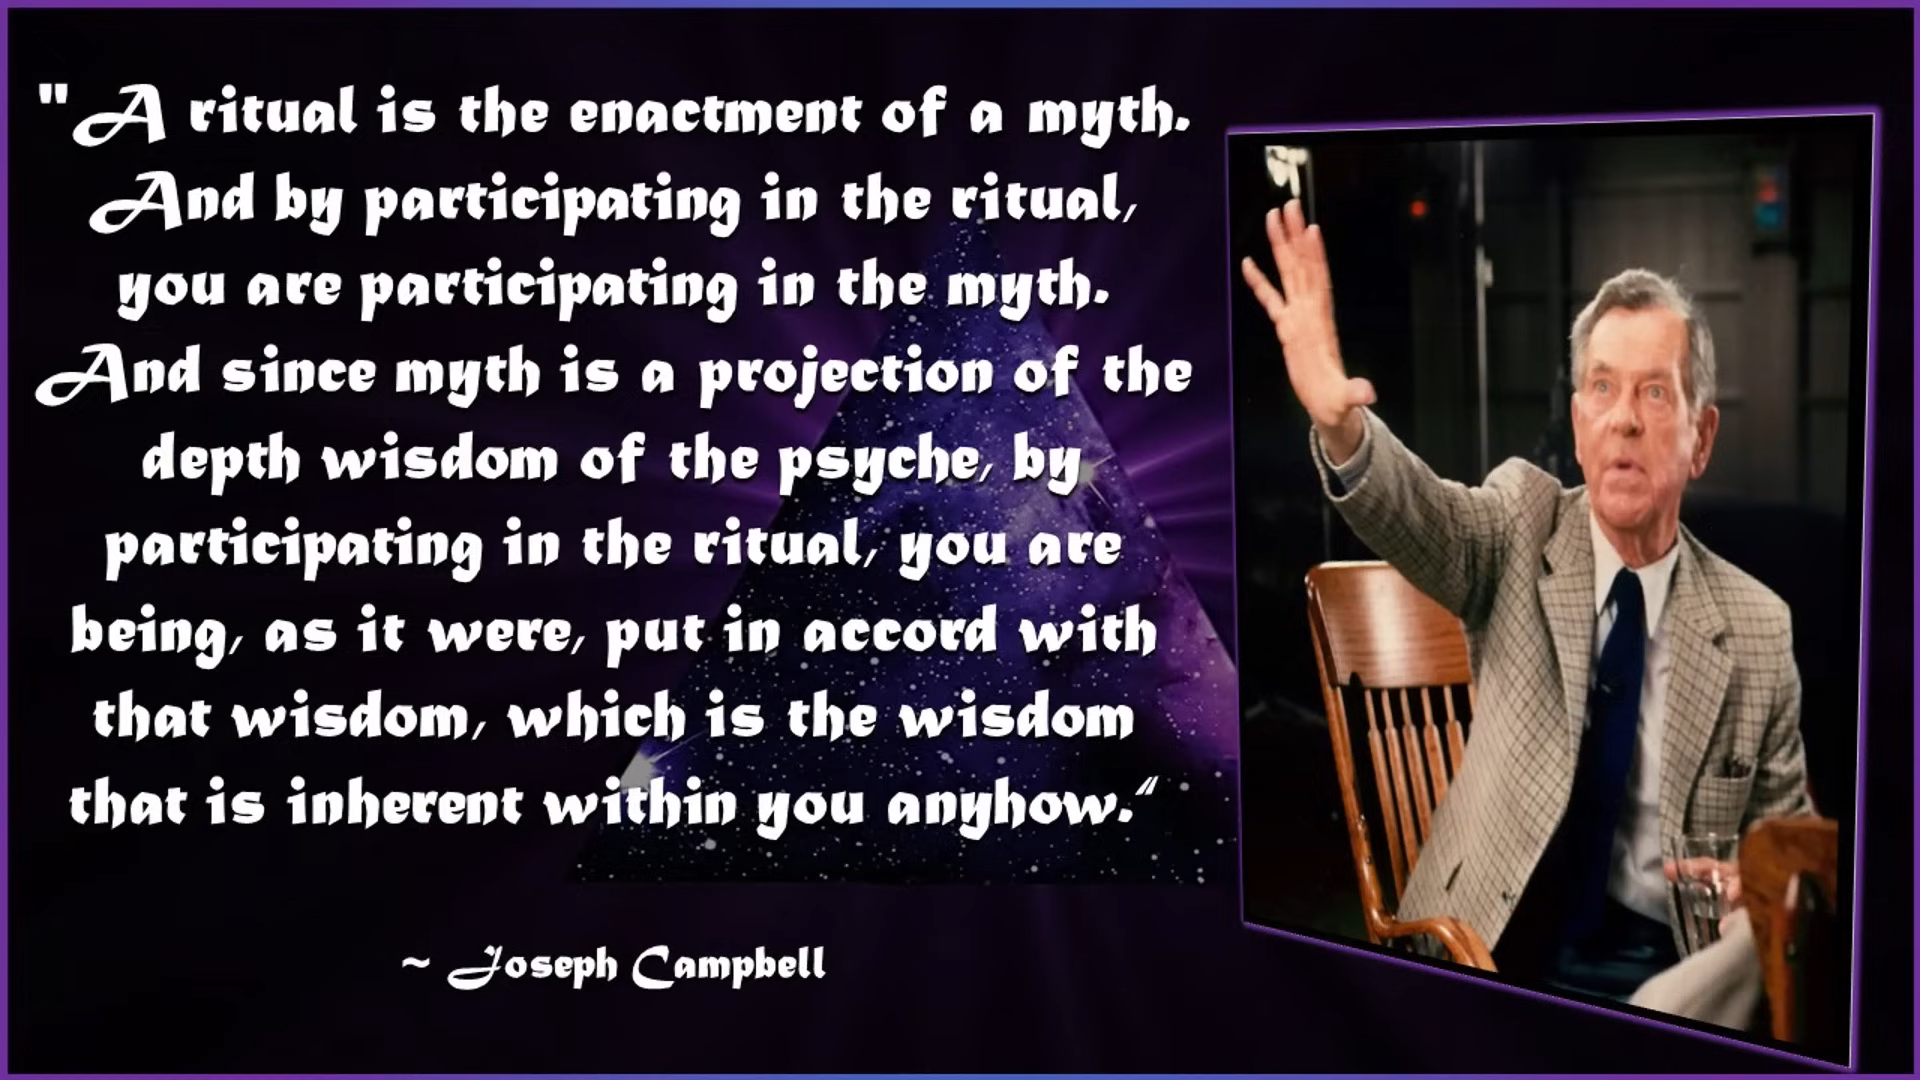 "A ritual is the enactment of a myth.
And by participating in the ritual,
you are participating in the myth.
And since myth is a projection of the
depth wisdom of the psyche, by
participating in the ritual, you are
being, as it were, put in accord with
that wisdom, which is the wisdom
that is inherent within you anyhow.“
~ Joseph Campbell